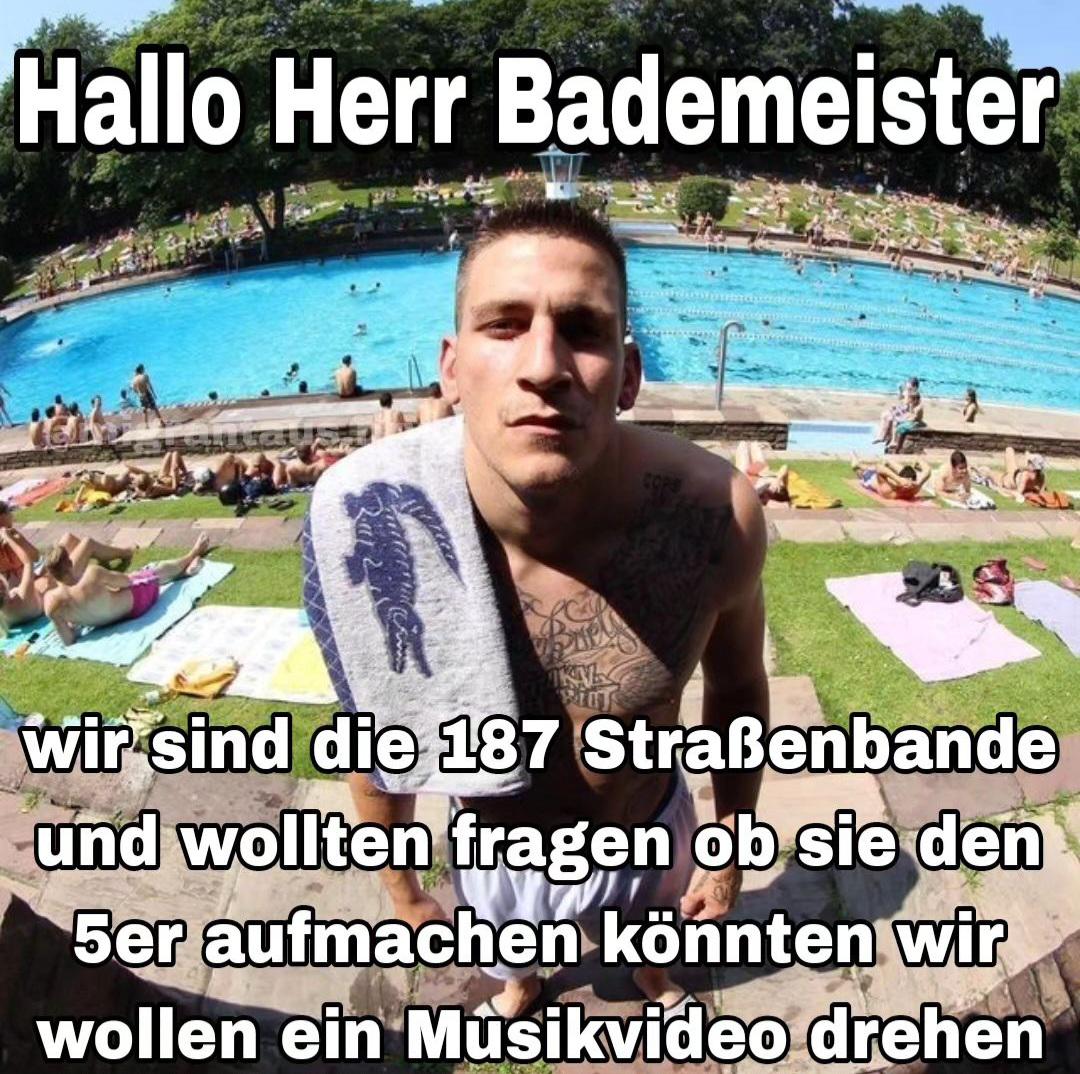 Hallo Herr Bademeister
wir sind die 187 Straßenbande
und wollten fragen ob sie den
5er aufmachen könnten wir
wollen ein Musikvideo drehen